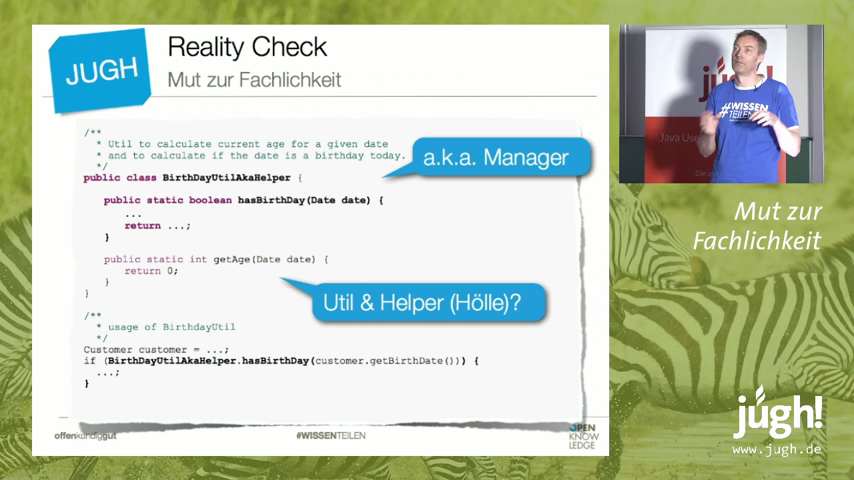 JUGH
Reality Check
Mut zur Fachlichkeit
/**
* Util to calculate current age for a given date
* and to calculate if the date is a birthday today.
*/
public class BirthDayUtilAkaHelper {
public static boolean hasBirthDay(Date date) {
...
return ...;
}
public static int getAge(Date date) {
return 0;
}
}
/**
* usage of BirthdayUtil
*/
Customer customer = ...;
if (BirthDayUtilAkaHelper.hasBirthDay(customer.getBirthDate())) {
...;
}
a.k.a. Manager
Util & Helper (Hölle)?
offenkundiggut
#WISSENTEILEN
OPEN
KNOW
LEDGE
#WISSEN
TEILEN
Java Use
Mut zur
Fachlichkeit
jugh!
www.jugh.de